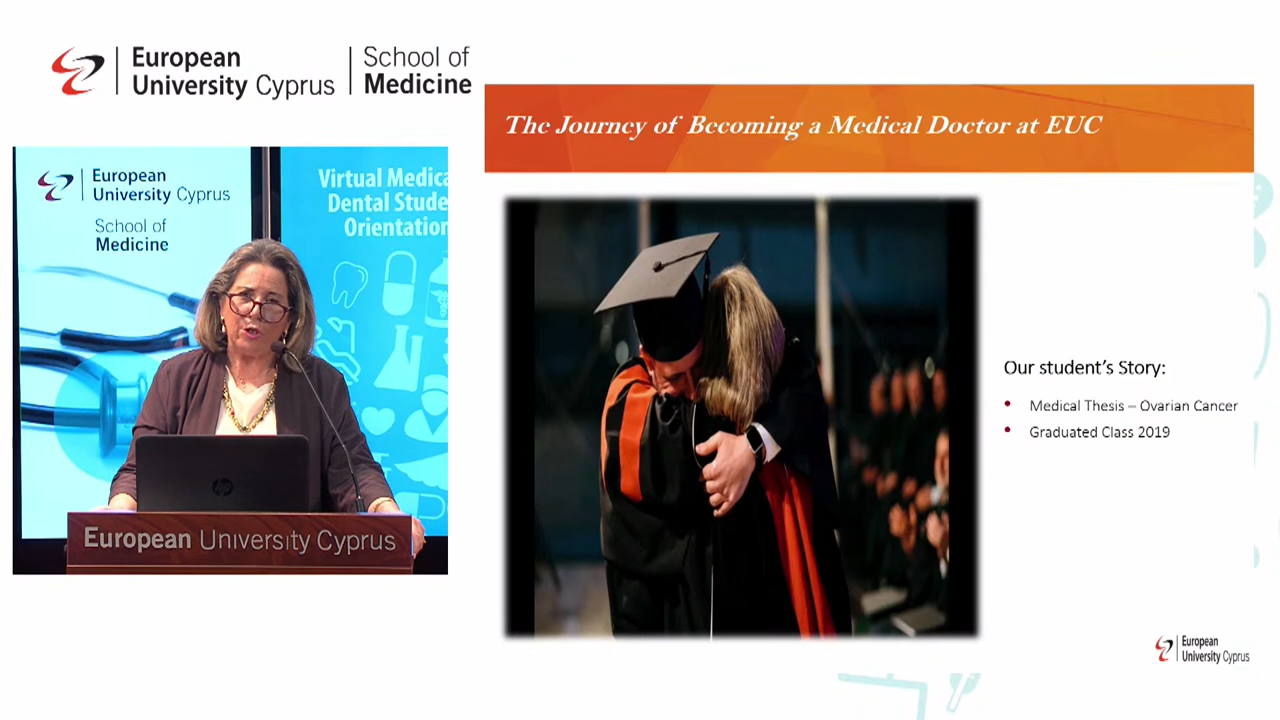 European
University Cyprus
School of
Medicine
The Journey of Becoming a Medical Doctor at EUC
European
University Cyprus
School of
Medicine
Virtual Medica
Dental Stude
Orientation
hp
European University Cyprus
Our student's Story:
• Medical Thesis – Ovarian Cancer
• Graduated Class 2019
European
University Cyprus